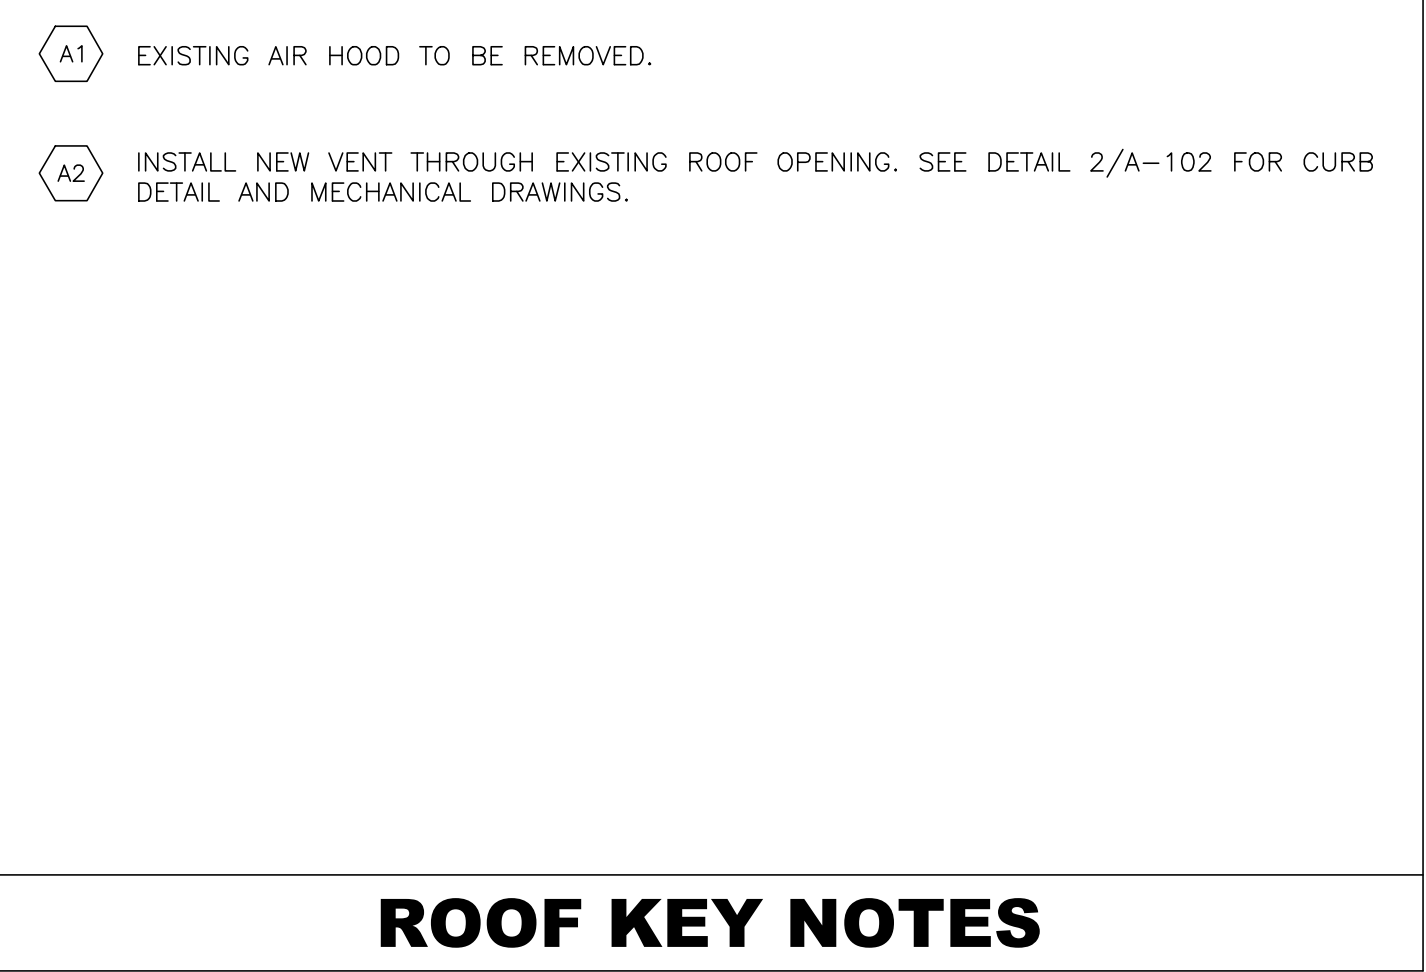 A1 EXISTING AIR HOOD TO BE REMOVED.
A2 INSTALL NEW VENT THROUGH EXISTING ROOF OPENING. SEE DETAIL 2/A-102 FOR CURB
DETAIL AND MECHANICAL DRAWINGS.
ROOF KEY NOTES